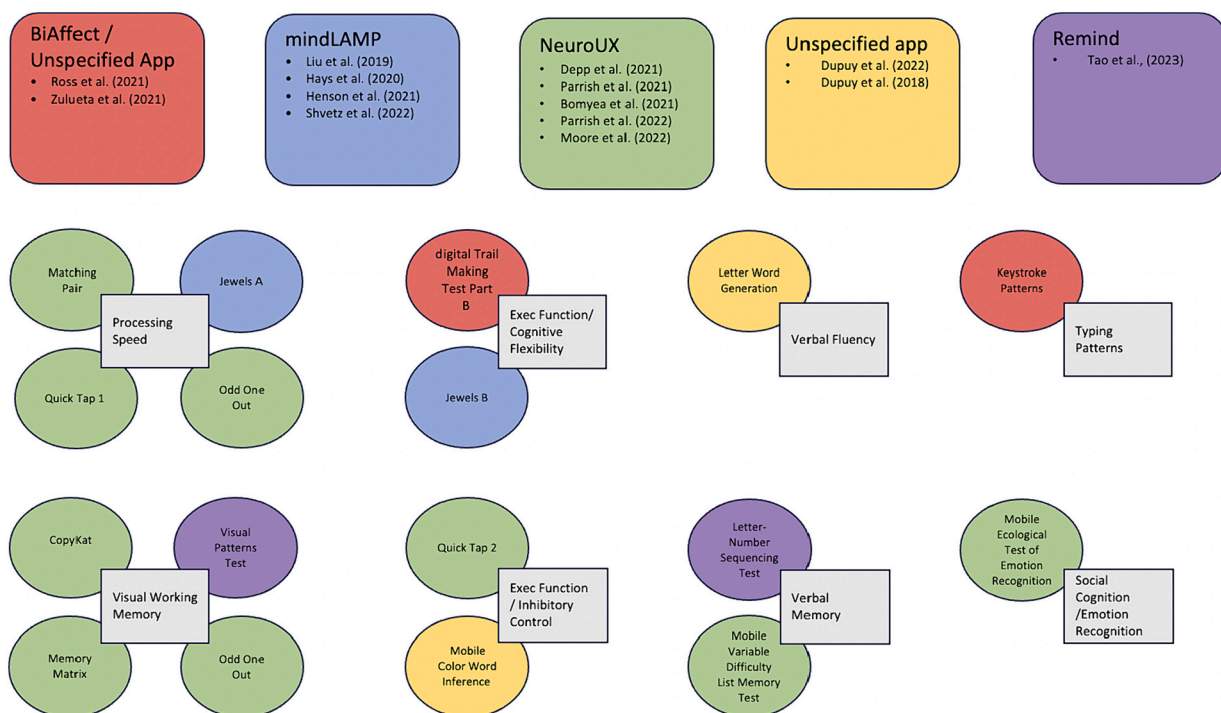 BiAffect /
Unspecified App
• Ross et al. (2021)
• Zulueta et al. (2021)
mindLAMP
• Liu et al. (2019)
• Hays et al. (2020)
• Henson et al. (2021)
• Shvetz et al. (2022)
NeuroUX
• Depp et al. (2021)
• Parrish et al. (2021)
• Bomyea et al. (2021)
• Parrish et al. (2022)
• Moore et al. (2022)
Unspecified app
• Dupuy et al. (2022)
• Dupuy et al. (2018)
Remind
• Tao et al., (2023)
Matching
Pair
Jewels A
Processing
Speed
Quick Tap 1
Odd One
Out
digital Trail
Making
Test Part
B
Exec Function/
Cognitive
Flexibility
Jewels B
Letter Word
Generation
Verbal Fluency
Keystroke
Patterns
Typing
Patterns
CopyKat
Visual
Patterns
Test
Visual Working
Memory
Memory
Matrix
Odd One
Out
Quick Tap 2
Exec Function
/ Inhibitory
Control
Mobile
Color Word
Inference
Letter-
Number
Sequencing
Test
Verbal
Memory
Mobile
Variable
Difficulty
List Memory
Test
Mobile
Ecological
Test of
Emotion
Recognition
Social
Cognition
/Emotion
Recognition